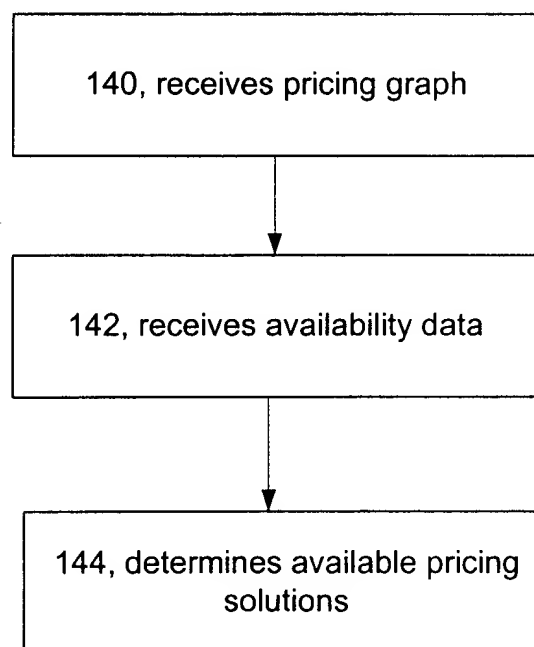 140, receives pricing graph
142, receives availability data
144, determines available pricing
solutions